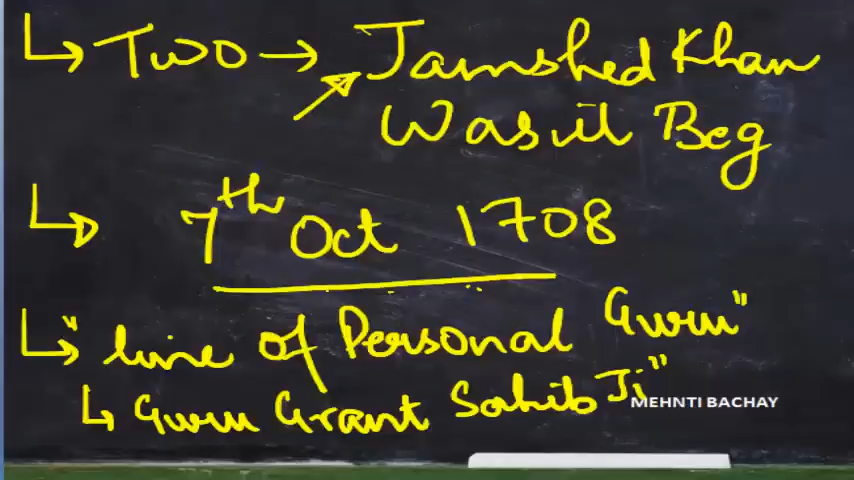 ↳ Two → Jamshed Khan
Wasil Beg
↳ 7th Oct 1708
↳ "line of Personal Guru"
↳ Guru Grant Sahib Ji"
MEHNTI BACHAY